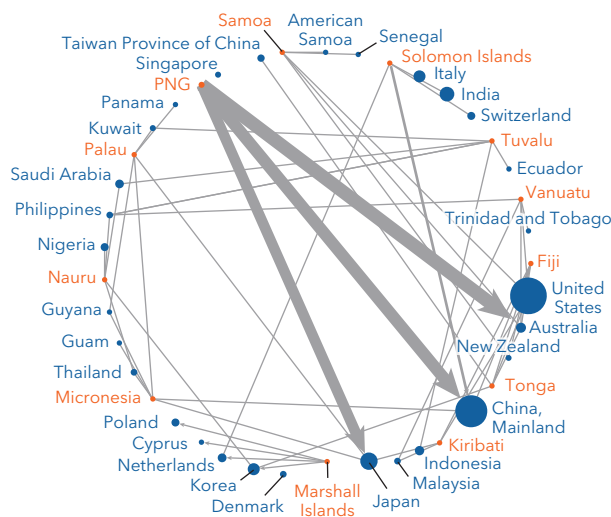 Samoa
American
Samoa
Senegal
Taiwan Province of China
Singapore
Solomon Islands
Italy
PNG
India
Panama
Switzerland
Kuwait
Tuvalu
Palau
Ecuador
Saudi Arabia
Vanuatu
Philippines
Trinidad and Tobago
Nigeria
Fiji
Nauru
United
States
Guyana
Australia
Guam
New Zealand
Thailand
Tonga
Micronesia
China,
Mainland
Poland
Cyprus
Kiribati
Netherlands
Indonesia
Korea
Malaysia
Denmark
Marshall
Islands
Japan